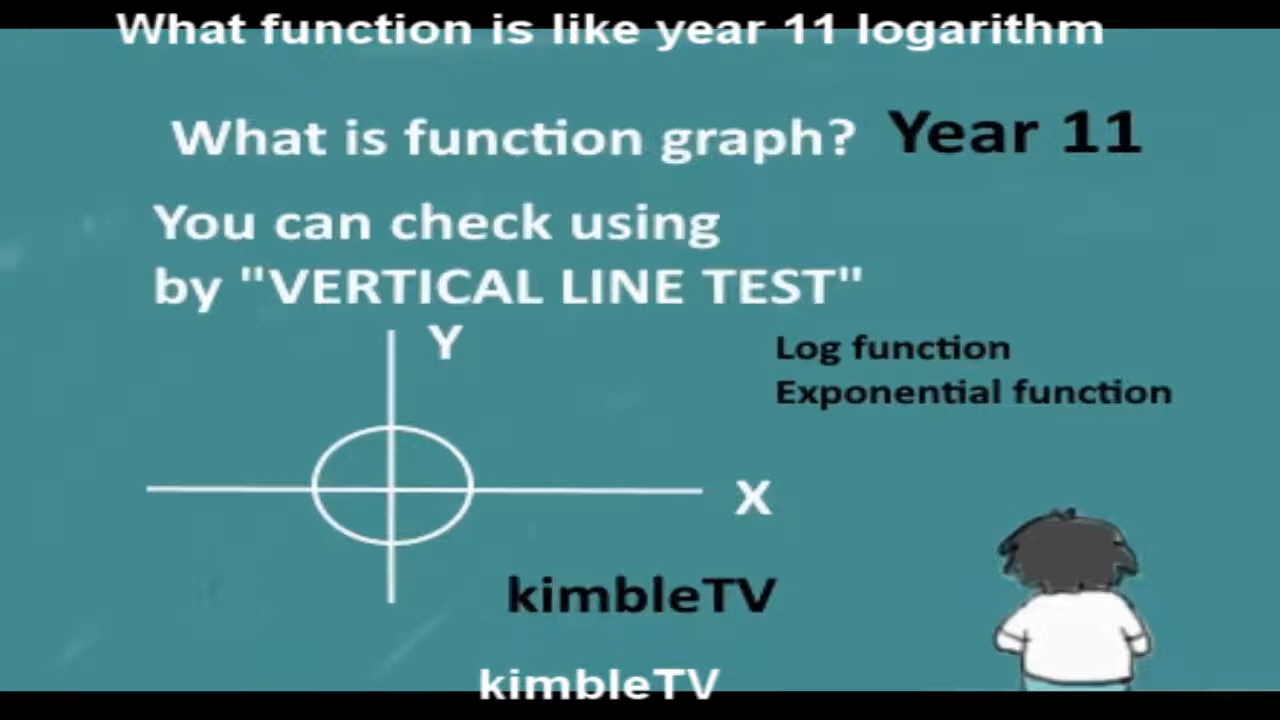 What function is like year 11 logarithm
What is function graph? Year 11
You can check using
by "VERTICAL LINE TEST"
Y
Log function
Exponential function
X
kimbleTV
kimbleTV